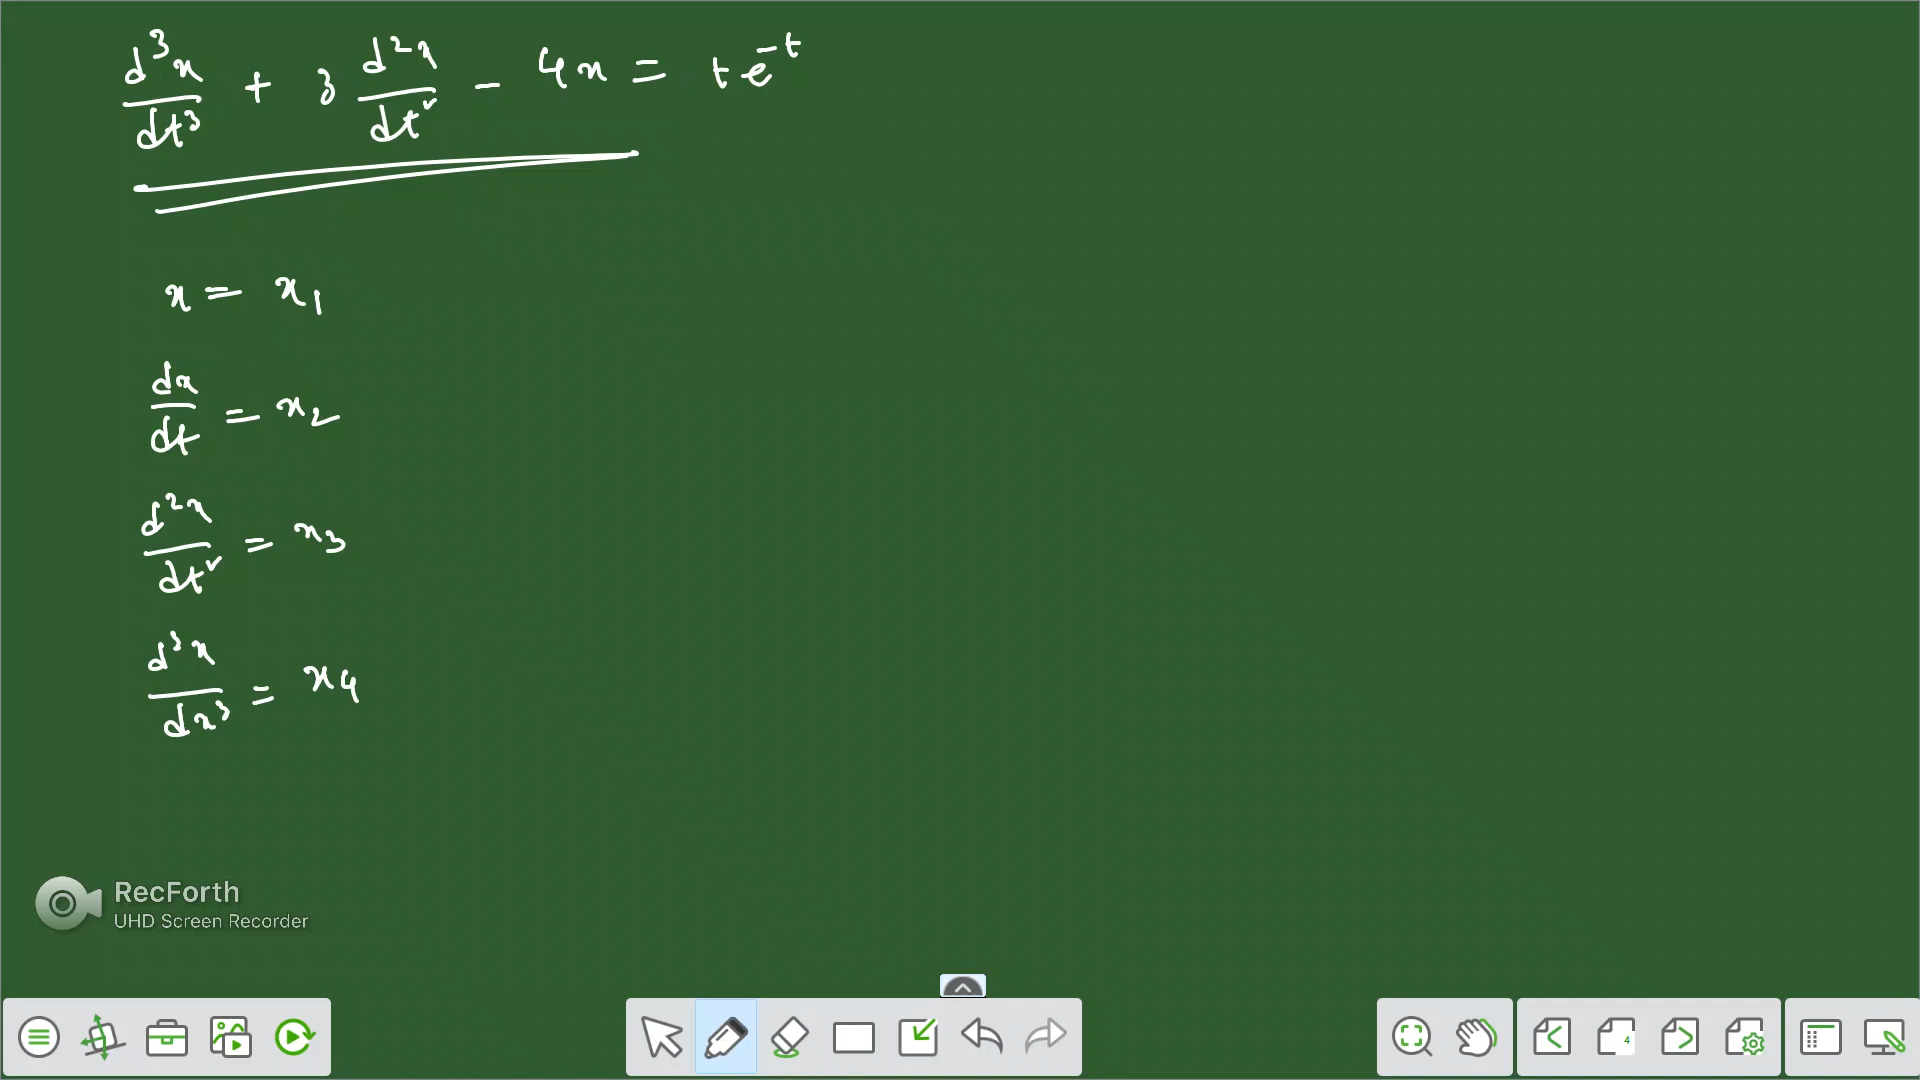 d³x/dt³ + 3 d²x/dt² - 4x = te⁻ᵗ
x = x₁
dx/dt = x₂
d²x/dt² = x₃
d³x/dx³ = x₄
RecForth
UHD Screen Recorder
4